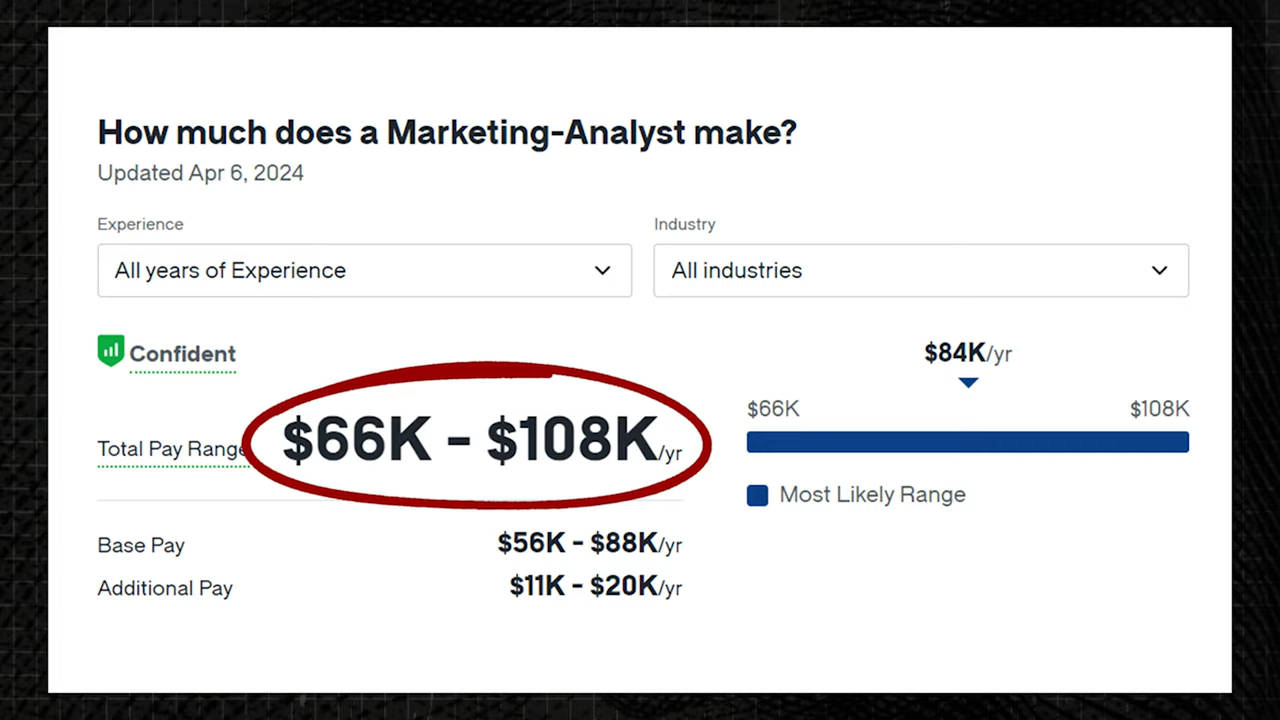 How much does a Marketing-Analyst make?
Updated Apr 6, 2024
Experience
Industry
All years of Experience
All industries
Confident
$84K/yr
$66K
$108K
Total Pay Range
$66K - $108K/yr
Most Likely Range
Base Pay
$56K - $88K/yr
Additional Pay
$11K - $20K/yr